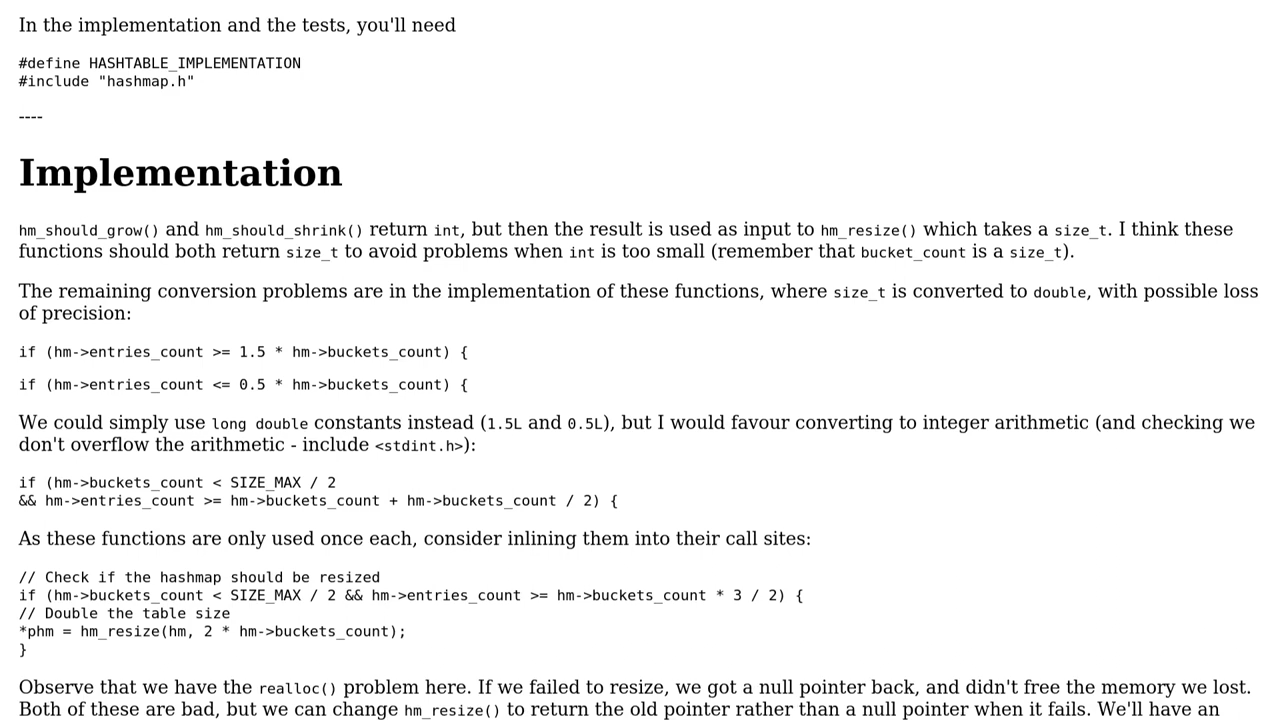 In the implementation and the tests, you'll need
#define HASHTABLE_IMPLEMENTATION
#include "hashmap.h"
----
Implementation
hm_should_grow() and hm_should_shrink() return int, but then the result is used as input to hm_resize() which takes a size_t. I think these
functions should both return size_t to avoid problems when int is too small (remember that bucket_count is a size_t).
The remaining conversion problems are in the implementation of these functions, where size_t is converted to double, with possible loss
of precision:
if (hm->entries_count >= 1.5 * hm->buckets_count) {
if (hm->entries_count <= 0.5 * hm->buckets_count) {
We could simply use long double constants instead (1.5L and 0.5L), but I would favour converting to integer arithmetic (and checking we
don't overflow the arithmetic - include <stdint.h>):
if (hm->buckets_count < SIZE_MAX / 2
&& hm->entries_count >= hm->buckets_count + hm->buckets_count / 2) {
As these functions are only used once each, consider inlining them into their call sites:
// Check if the hashmap should be resized
if (hm->buckets_count < SIZE_MAX / 2 && hm->entries_count >= hm->buckets_count * 3 / 2) {
// Double the table size
*phm = hm_resize(hm, 2 * hm->buckets_count);
}
Observe that we have the realloc() problem here. If we failed to resize, we got a null pointer back, and didn't free the memory we lost.
Both of these are bad, but we can change hm_resize() to return the old pointer rather than a null pointer when it fails. We'll have an